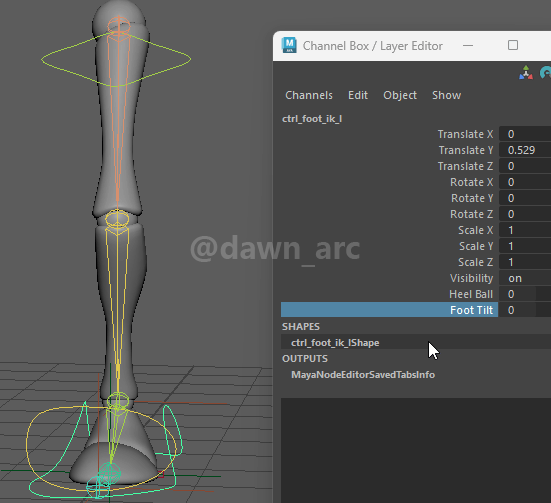 Channel Box / Layer Editor
Channels Edit Object Show
ctrl_foot_ik_l
Translate X 0
Translate Y 0.529
Translate Z 0
Rotate X 0
Rotate Y 0
Rotate Z 0
Scale X 1
Scale Y 1
Scale Z 1
Visibility on
Heel Ball 0
Foot Tilt 0
SHAPES
ctrl_foot_ik_lShape
OUTPUTS
MayaNodeEditorSavedTabsInfo
@dawn_arc